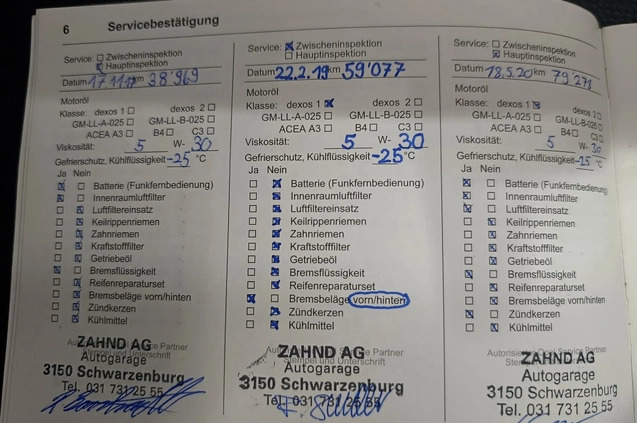 6 Servicebestätigung
Service: ☐ Zwischeninspektion
☒ Hauptinspektion
Datum 17.11.17 km 38'969
Motoröl
Klasse: dexos 1 ☐ dexos 2 ☐
GM-LL-A-025 ☐ GM-LL-B-025 ☐
ACEA A3 ☐ B4 ☐ C3 ☐
Viskosität: 5 W- 30
Gefrierschutz, Kühlflüssigkeit -25 °C
Ja Nein
☒ ☐ Batterie (Funkfernbedienung)
☒ ☐ Innenraumluftfilter
☐ ☒ Luftfiltereinsatz
☐ ☒ Keilrippenriemen
☐ ☒ Zahnriemen
☐ ☒ Kraftstofffilter
☐ ☒ Getriebeöl
☒ ☐ Bremsflüssigkeit
☐ ☒ Reifenreparaturset
☐ ☒ Bremsbeläge vorn/hinten
☐ ☒ Zündkerzen
☐ ☒ Kühlmittel
ZAHND AG
Autogarage
3150 Schwarzenburg
Tel. 031 731 25 55
Service: ☒ Zwischeninspektion
☐ Hauptinspektion
Datum 22.2.19 km 59'077
Motoröl
Klasse: dexos 1 ☒ dexos 2 ☐
GM-LL-A-025 ☐ GM-LL-B-025 ☐
ACEA A3 ☐ B4 ☐ C3 ☐
Viskosität: 5 W- 30
Gefrierschutz, Kühlflüssigkeit -25 °C
Ja Nein
☐ ☒ Batterie (Funkfernbedienung)
☐ ☒ Innenraumluftfilter
☐ ☒ Luftfiltereinsatz
☐ ☒ Keilrippenriemen
☐ ☒ Zahnriemen
☐ ☒ Kraftstofffilter
☐ ☒ Getriebeöl
☐ ☒ Bremsflüssigkeit
☐ ☒ Reifenreparaturset
☒ ☐ Bremsbeläge vorn/hinten
☐ ☒ Zündkerzen
☐ ☒ Kühlmittel
ZAHND AG
Autogarage
3150 Schwarzenburg
Tel. 031 731 25 55
Service: ☐ Zwischeninspektion
☒ Hauptinspektion
Datum 18.5.20 km 79'278
Motoröl
Klasse: dexos 1 ☒ dexos 2 ☐
GM-LL-A-025 ☐ GM-LL-B-025 ☐
ACEA A3 ☐ B4 ☐ C3 ☐
Viskosität: 5 W- 30
Gefrierschutz, Kühlflüssigkeit -25 °C
Ja Nein
☒ ☐ Batterie (Funkfernbedienung)
☒ ☐ Innenraumluftfilter
☒ ☐ Luftfiltereinsatz
☐ ☒ Keilrippenriemen
☐ ☒ Zahnriemen
☐ ☒ Kraftstofffilter
☐ ☒ Getriebeöl
☒ ☐ Bremsflüssigkeit
☐ ☒ Reifenreparaturset
☐ ☒ Bremsbeläge vorn/hinten
☒ ☐ Zündkerzen
☐ ☒ Kühlmittel
ZAHND AG
Autogarage
3150 Schwarzenburg
Tel. 031 731 25 55